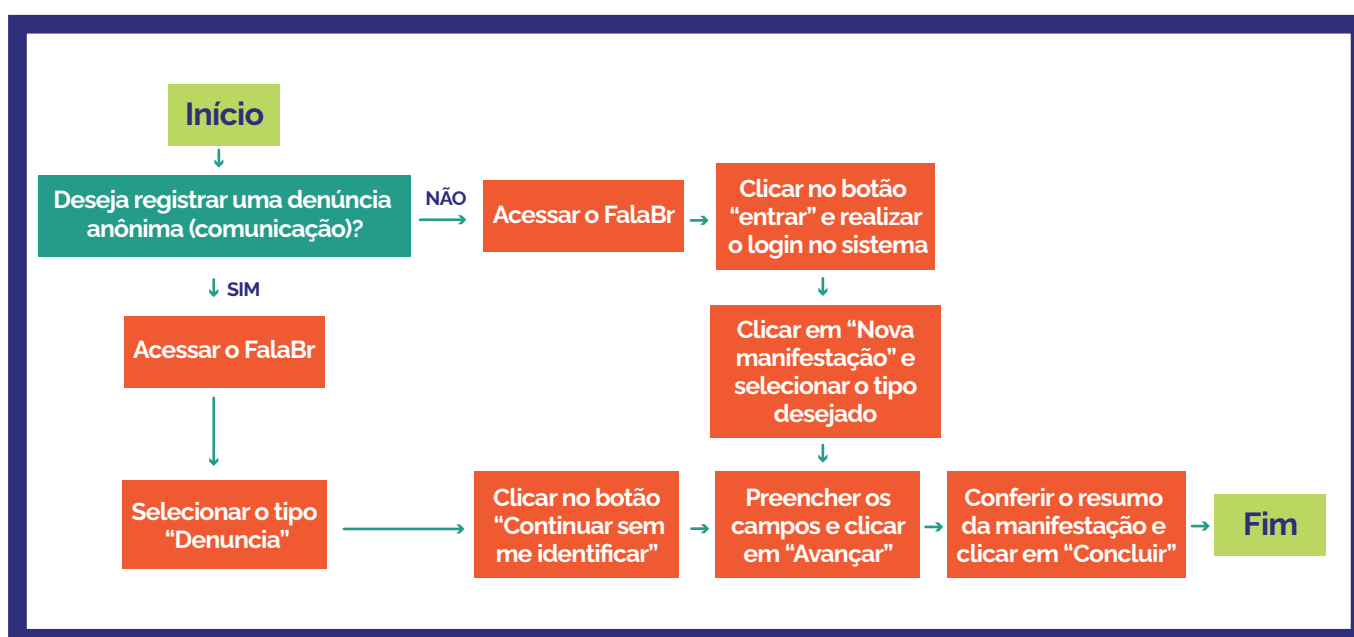 Início
Deseja registrar uma denúncia
anônima (comunicação)?
NÃO
Acessar o FalaBr
Clicar no botão
“entrar” e realizar
o login no sistema
SIM
Acessar o FalaBr
Clicar em “Nova
manifestação” e
selecionar o tipo
desejado
Selecionar o tipo
“Denuncia”
Clicar no botão
“Continuar sem
me identificar”
Preencher os
campos e clicar
em “Avançar”
Conferir o resumo
da manifestação e
clicar em “Concluir”
Fim